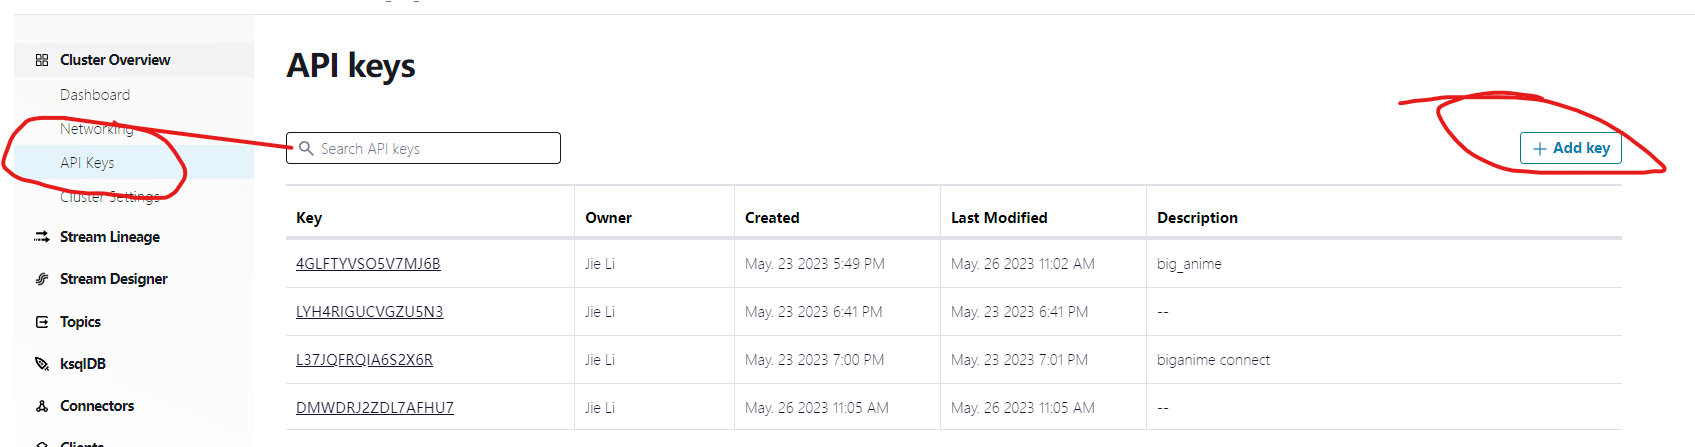 Cluster Overview
Dashboard
Networking
API Keys
Cluster Settings
Stream Lineage
Stream Designer
Topics
ksqlDB
Connectors
Clients
API keys
Search API keys
+ Add key
Key Owner Created Last Modified Description
4GLFTYVSO5V7MJ6B Jie Li May. 23 2023 5:49 PM May. 26 2023 11:02 AM big_anime
LYH4RIGUCVGZU5N3 Jie Li May. 23 2023 6:41 PM May. 23 2023 6:41 PM --
L37JQFRQIA6S2X6R Jie Li May. 23 2023 7:00 PM May. 23 2023 7:01 PM biganime connect
DMWDRJ2ZDL7AFHU7 Jie Li May. 26 2023 11:05 AM May. 26 2023 11:05 AM --